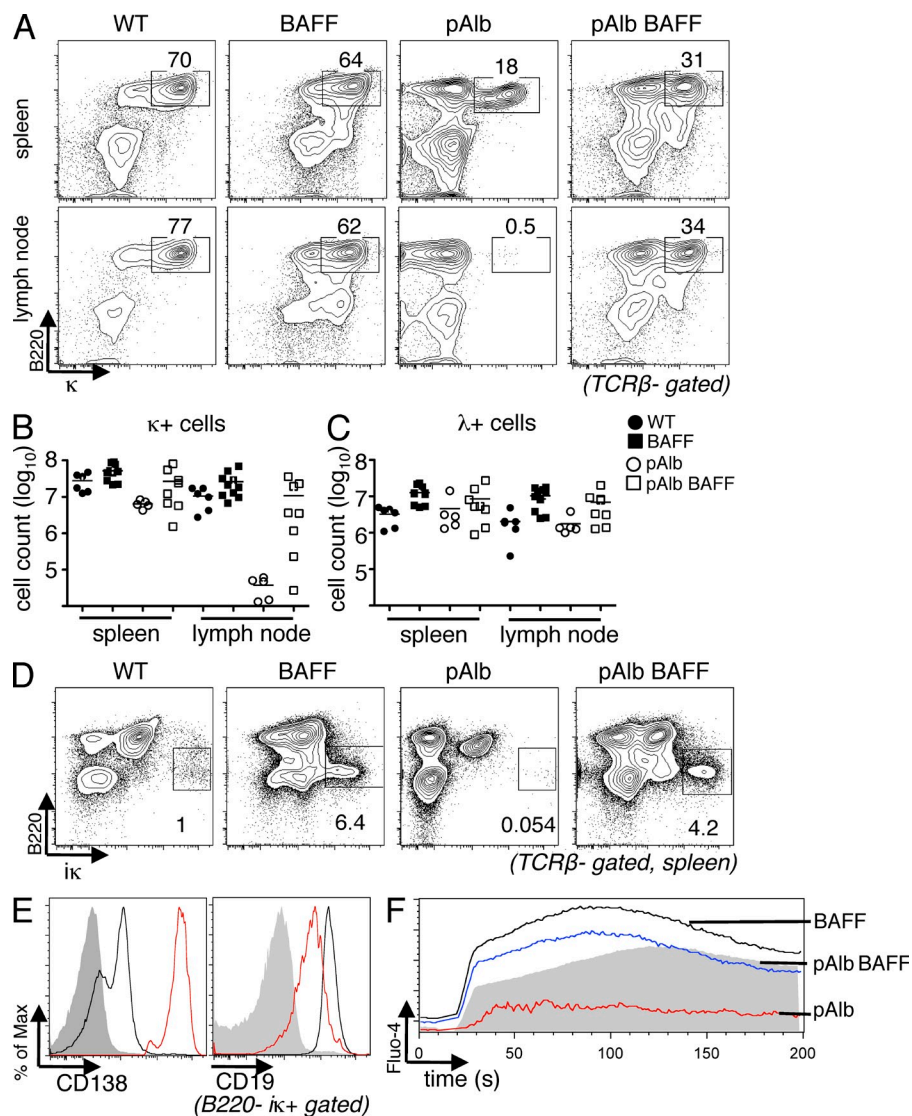 A
WT BAFF pAlb pAlb BAFF
70 64 18 31
spleen
77 62 0.5 34
lymph node
B220
κ
(TCRβ- gated)
B κ+ cells
C λ+ cells
WT
BAFF
pAlb
pAlb BAFF
cell count (log10)
8
7
6
5
spleen lymph node
cell count (log10)
8
7
6
5
spleen lymph node
D
WT BAFF pAlb pAlb BAFF
1 6.4 0.054 4.2
B220
iκ
(TCRβ- gated, spleen)
E
% of Max
CD138 CD19
(B220- iκ+ gated)
F
BAFF
pAlb BAFF
pAlb
Fluo-4
0 50 100 150 200
time (s)